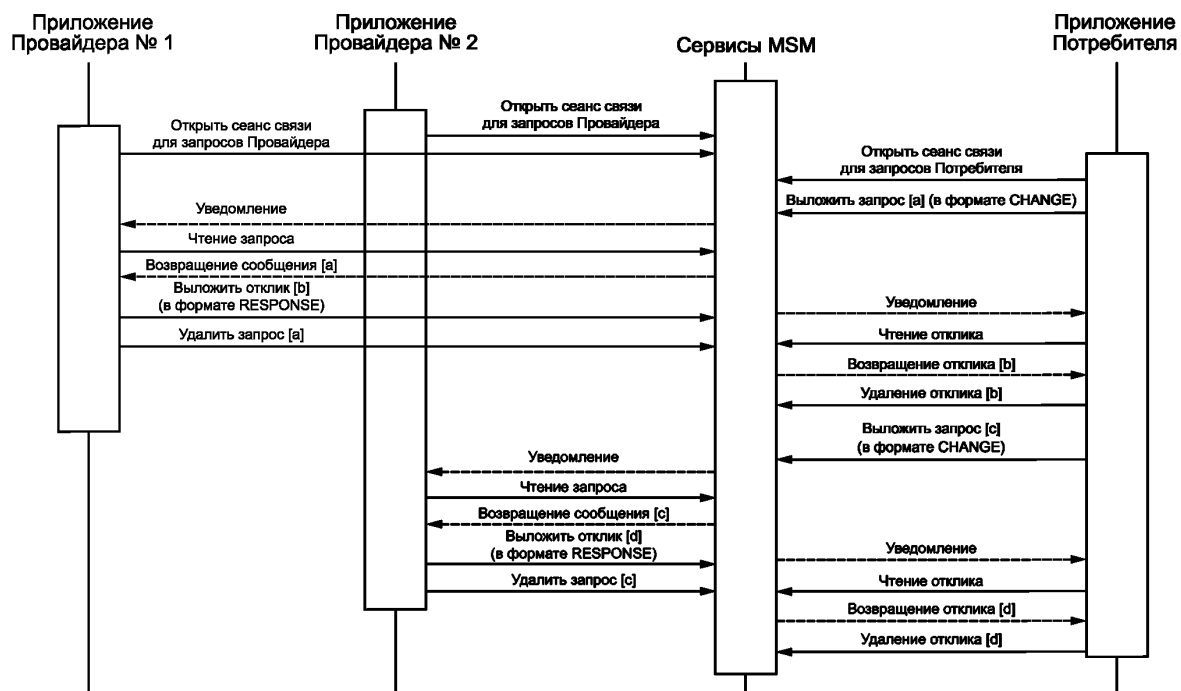 Приложение
Провайдера № 1
Приложение
Провайдера № 2
Сервисы MSM
Приложение
Потребителя
Открыть сеанс связи
для запросов Провайдера
Открыть сеанс связи
для запросов Провайдера
Открыть сеанс связи
для запросов Потребителя
Выложить запрос [a] (в формате CHANGE)
Уведомление
Чтение запроса
Возвращение сообщения [a]
Выложить отклик [b]
(в формате RESPONSE)
Уведомление
Удалить запрос [a]
Чтение отклика
Возвращение отклика [b]
Удаление отклика [b]
Выложить запрос [c]
(в формате CHANGE)
Уведомление
Чтение запроса
Возвращение сообщения [c]
Выложить отклик [d]
(в формате RESPONSE)
Уведомление
Удалить запрос [c]
Чтение отклика
Возвращение отклика [d]
Удаление отклика [d]